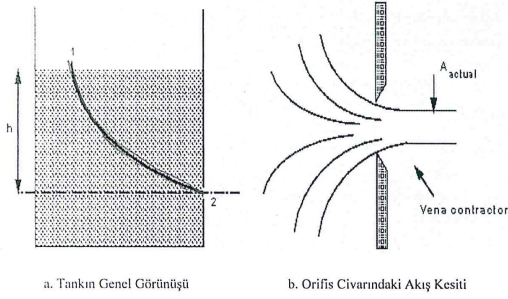 1
h
2
A actual
Vena contractor
a. Tankın Genel Görünüşü
b. Orifis Civarındaki Akış Kesiti